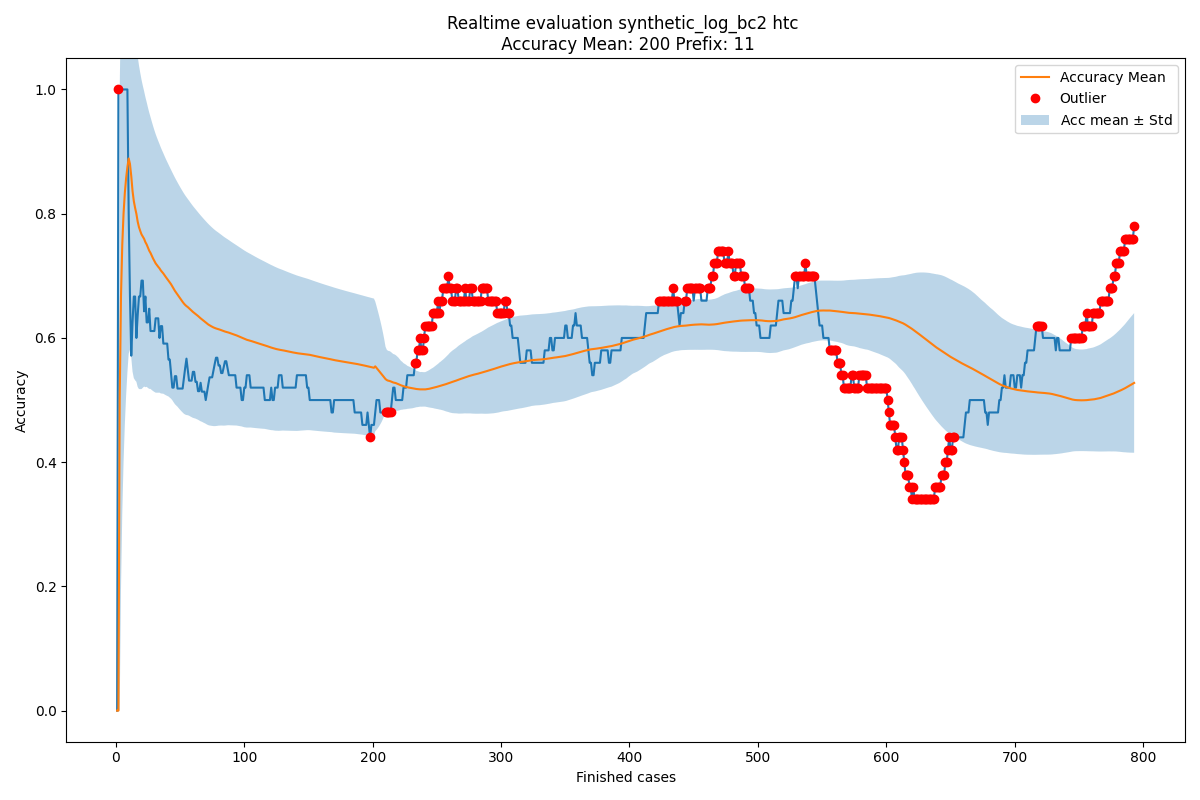 Realtime evaluation synthetic_log_bc2 htc
Accuracy Mean: 200 Prefix: 11
Accuracy Mean
Outlier
Acc mean ± Std
1.0
0.8
0.6
0.4
0.2
0.0
Accuracy
0 100 200 300 400 500 600 700 800
Finished cases